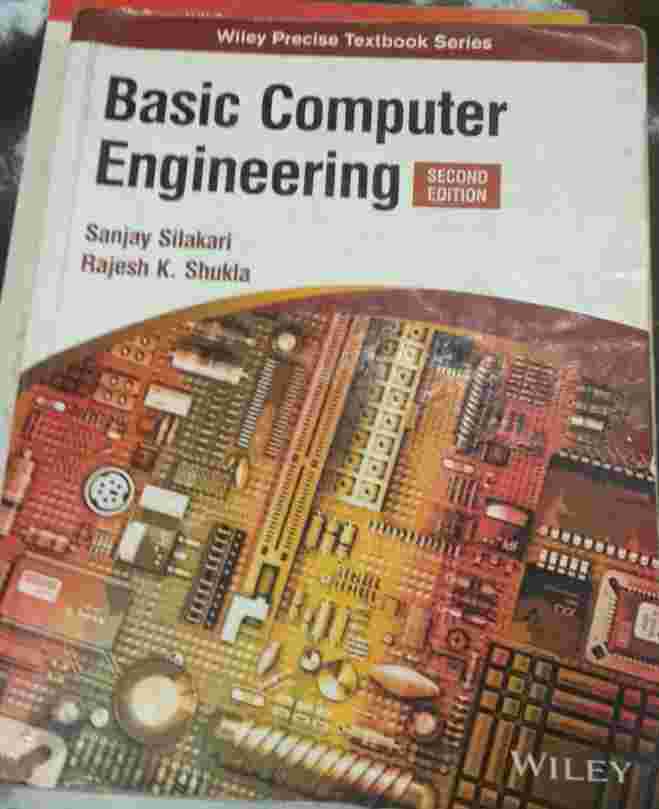 Wiley Precise Textbook Series
Basic Computer
Engineering
SECOND
EDITION
Sanjay Silakari
Rajesh K. Shukla
WILEY